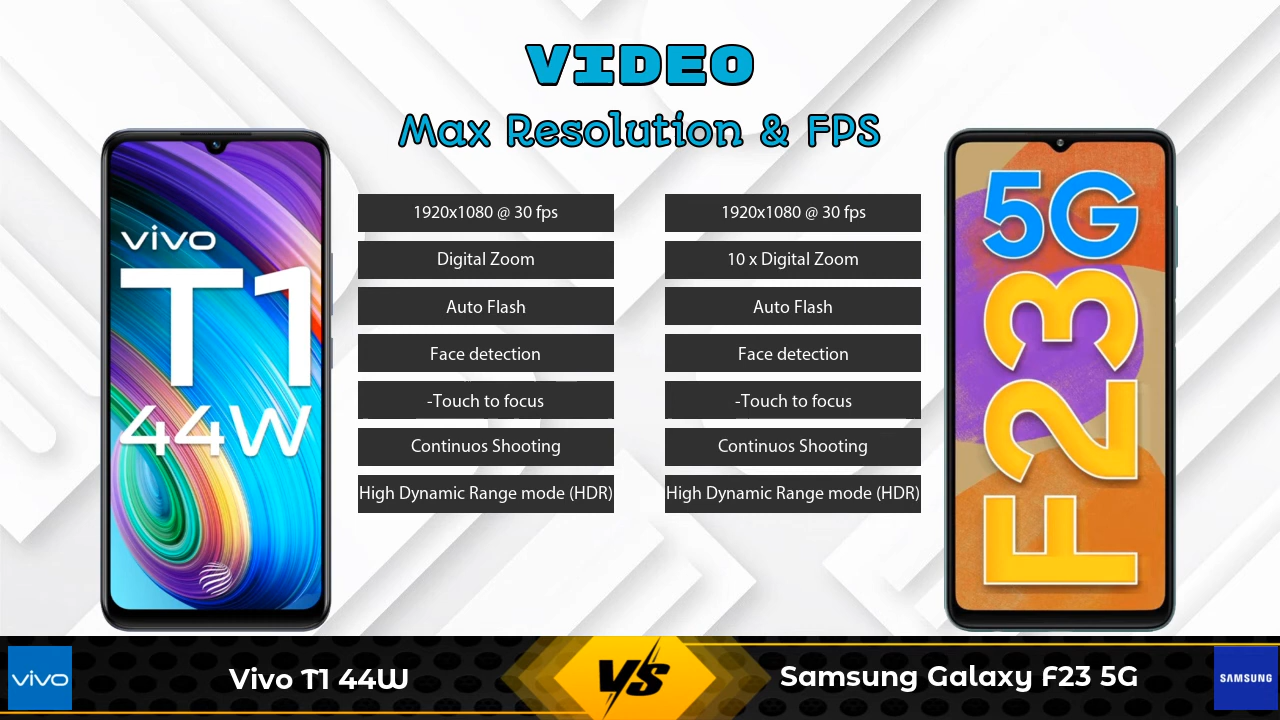 VIDEO
Max Resolution & FPS
vivo
T1
44W
1920x1080 @ 30 fps
Digital Zoom
Auto Flash
Face detection
-Touch to focus
Continuos Shooting
High Dynamic Range mode (HDR)
1920x1080 @ 30 fps
10 x Digital Zoom
Auto Flash
Face detection
-Touch to focus
Continuos Shooting
High Dynamic Range mode (HDR)
5G
F23
vivo
Vivo T1 44W
VS
Samsung Galaxy F23 5G
SAMSUNG